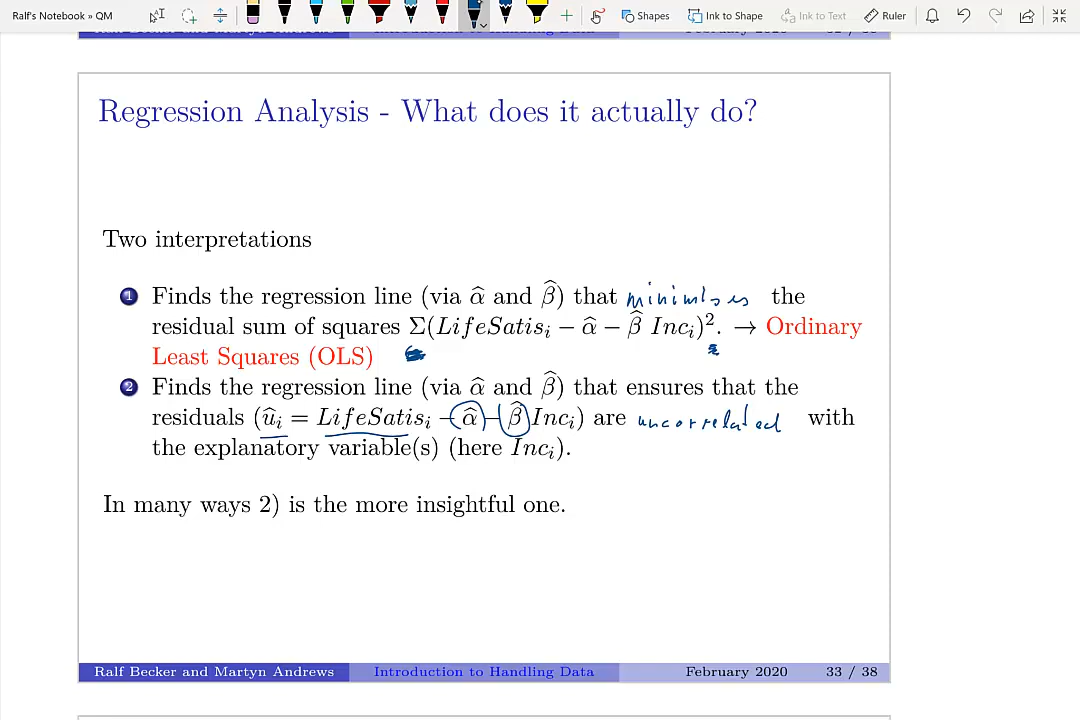 Ralf's Notebook » QM
Shapes
Ink to Shape
Ink to Text
Ruler
Introduction to Handling Data
Regression Analysis - What does it actually do?
Two interpretations
1 Finds the regression line (via α̂ and β̂) that minimises the
residual sum of squares Σ(LifeSatisᵢ − α̂ − β̂ Incᵢ)². → Ordinary
Least Squares (OLS)
2 Finds the regression line (via α̂ and β̂) that ensures that the
residuals (ûᵢ = LifeSatisᵢ − α̂ − β̂ Incᵢ) are uncorrelated with
the explanatory variable(s) (here Incᵢ).
In many ways 2) is the more insightful one.
Ralf Becker and Martyn Andrews
Introduction to Handling Data
February 2020
33 / 38